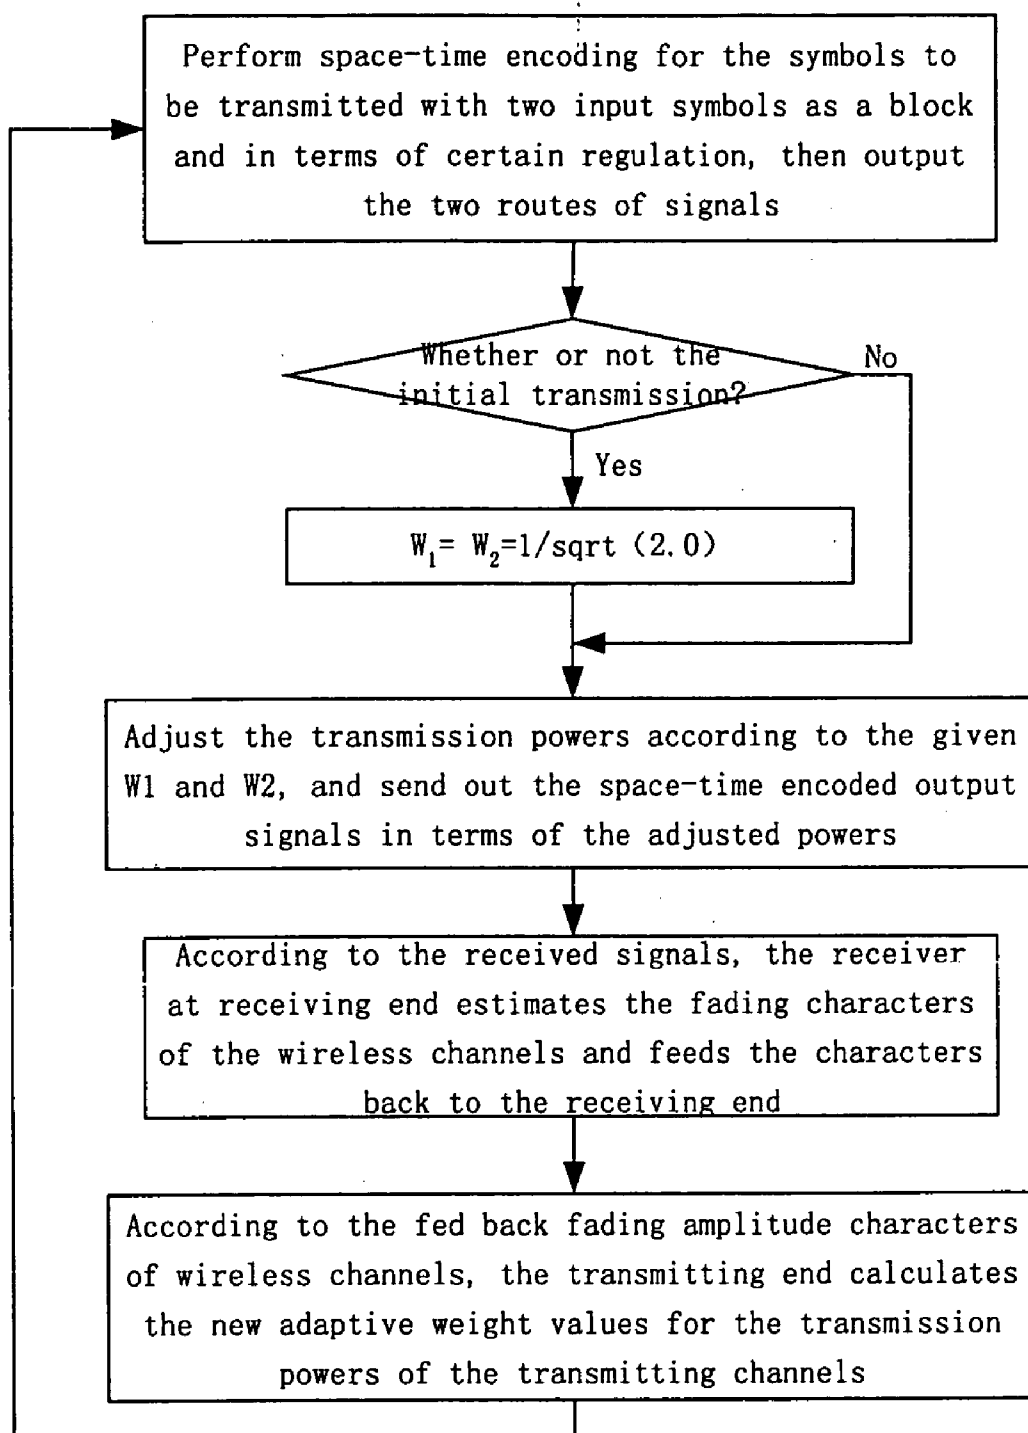 Perform space-time encoding for the symbols to
be transmitted with two input symbols as a block
and in terms of certain regulation, then output
the two routes of signals
Whether or not the
initial transmission?
No
Yes
W₁= W₂=1/sqrt (2.0)
Adjust the transmission powers according to the given
W1 and W2, and send out the space-time encoded output
signals in terms of the adjusted powers
According to the received signals, the receiver
at receiving end estimates the fading characters
of the wireless channels and feeds the characters
back to the receiving end
According to the fed back fading amplitude characters
of wireless channels, the transmitting end calculates
the new adaptive weight values for the transmission
powers of the transmitting channels